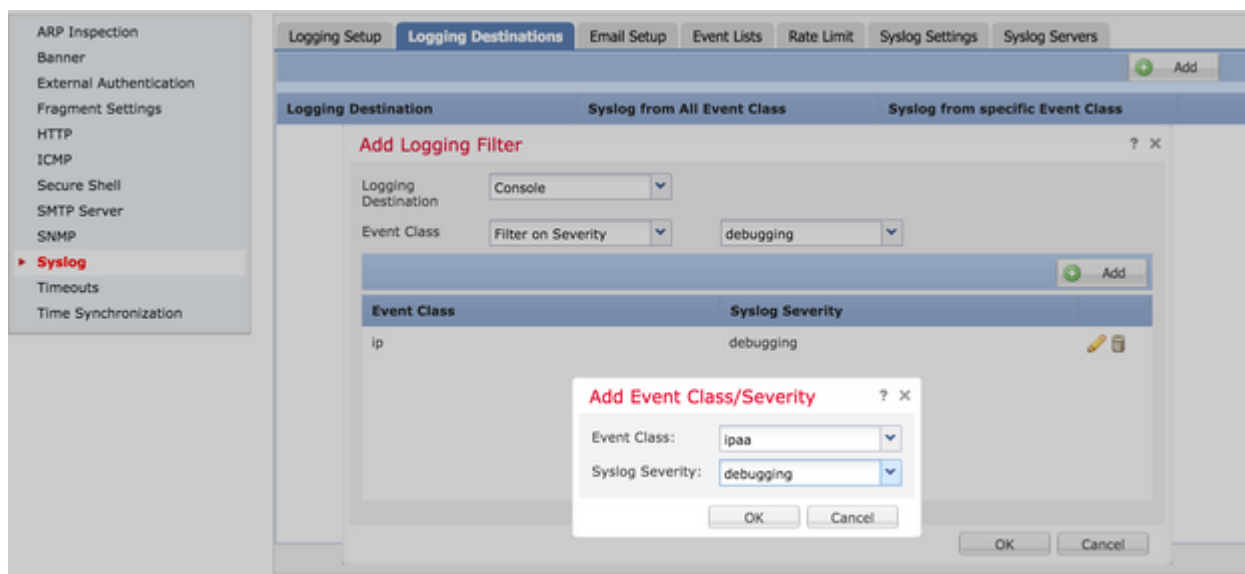 ARP Inspection
Banner
External Authentication
Fragment Settings
HTTP
ICMP
Secure Shell
SMTP Server
SNMP
Syslog
Timeouts
Time Synchronization
Logging Setup Logging Destinations Email Setup Event Lists Rate Limit Syslog Settings Syslog Servers
Add
Logging Destination Syslog from All Event Class Syslog from specific Event Class
Add Logging Filter ? X
Logging Destination Console
Event Class Filter on Severity debugging
Add
Event Class Syslog Severity
ip debugging
Add Event Class/Severity ? X
Event Class: ipaa
Syslog Severity: debugging
OK Cancel
OK Cancel